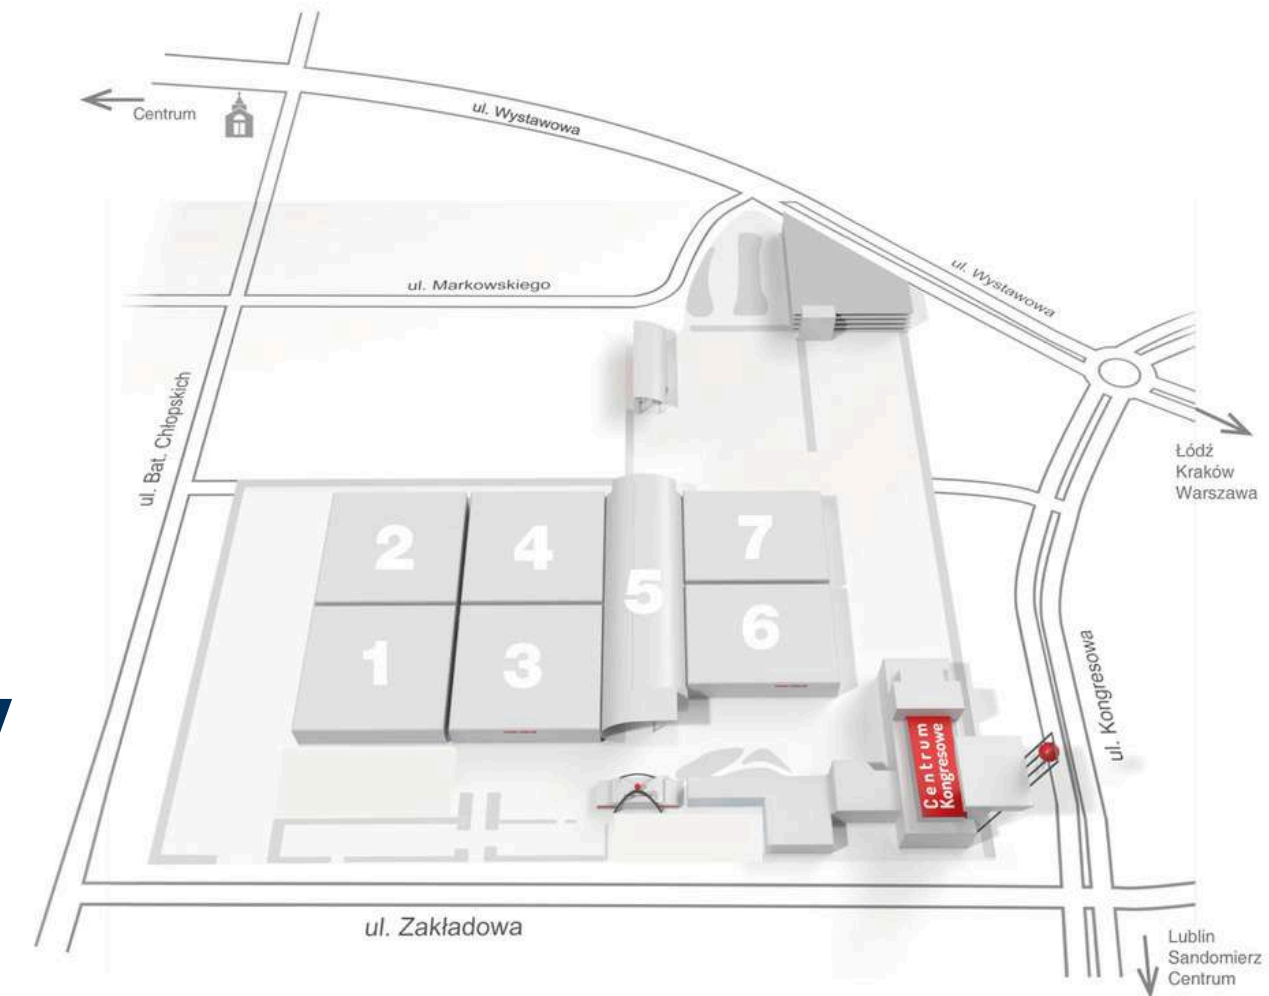 Centrum
ul. Wystawowa
ul. Wystawowa
ul. Markowskiego
ul. Bat. Chłopskich
Łódź
Kraków
Warszawa
2
4
7
5
1
3
6
ul. Kongresowa
Centrum
Kongresowe
ul. Zakładowa
Lublin
Sandomierz
Centrum